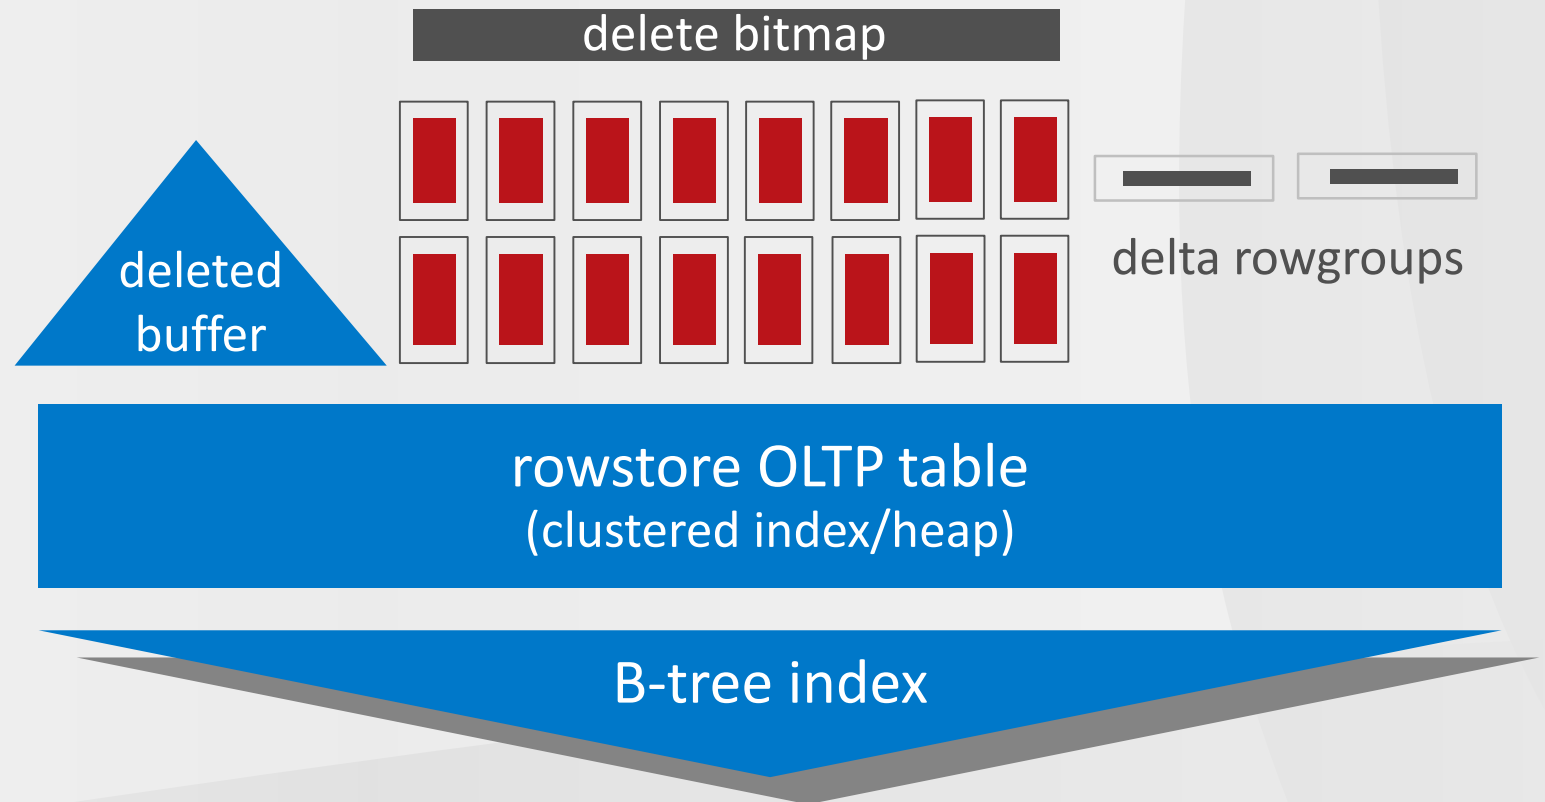 delete bitmap
deleted
buffer
delta rowgroups
rowstore OLTP table
(clustered index/heap)
B-tree index